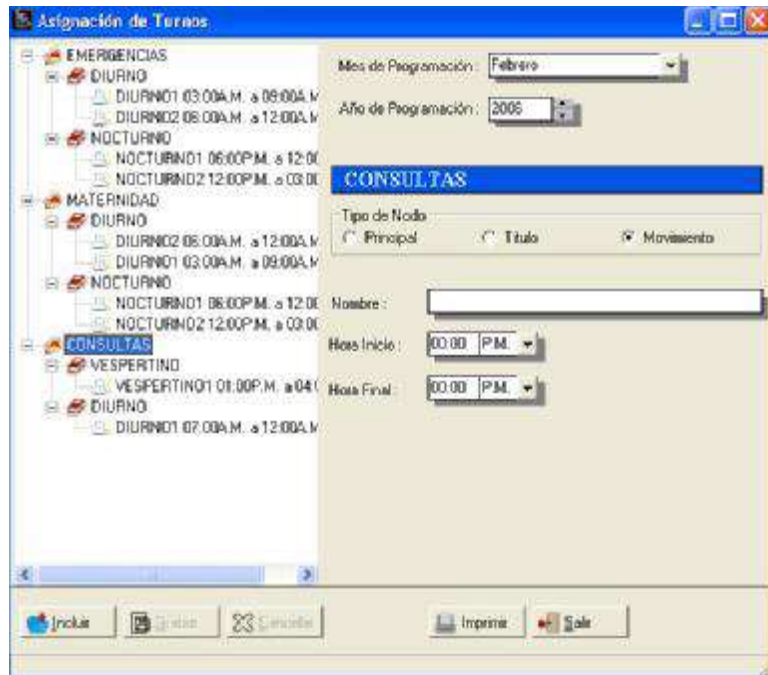 Asignación de Turnos
EMERGENCIAS
DIURNO
DIURNO1 03:00A.M. a 09:00A.M
DIURNO2 06:00A.M. a 12:00A.M
NOCTURNO
NOCTURNO1 06:00P.M. a 12:00
NOCTURNO2 12:00P.M. a 03:00
MATERNIDAD
DIURNO
DIURNO2 06:00A.M. a 12:00A.M
DIURNO1 03:00A.M. a 09:00A.M
NOCTURNO
NOCTURNO1 06:00P.M. a 12:00
NOCTURNO2 12:00P.M. a 03:00
CONSULTAS
VESPERTINO
VESPERTINO1 01:00P.M. a 04:0
DIURNO
DIURNO1 07:00A.M. a 12:00A.M
Mes de Programación : Febrero
Año de Programación : 2006
CONSULTAS
Tipo de Nodo
Principal Título Movimiento
Nombre :
Hora Inicio : 00:00 P.M.
Hora Final : 00:00 P.M.
Incluir Cancelar Imprimir Salir